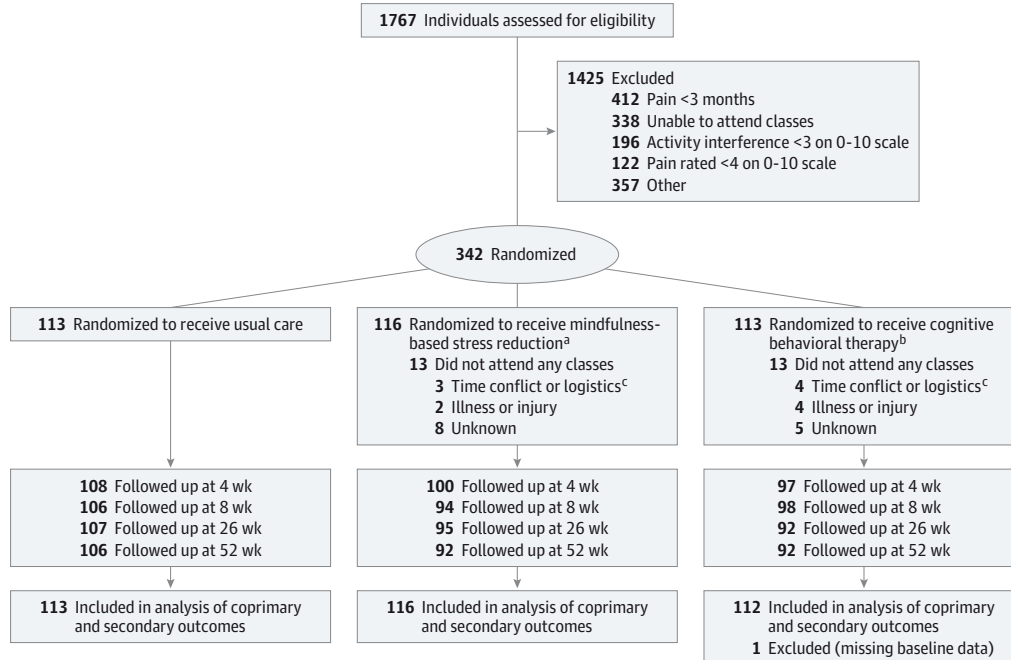 1767 Individuals assessed for eligibility
1425 Excluded
412 Pain <3 months
338 Unable to attend classes
196 Activity interference <3 on 0-10 scale
122 Pain rated <4 on 0-10 scale
357 Other
342 Randomized
113 Randomized to receive usual care
116 Randomized to receive mindfulness-
based stress reductionᵃ
13 Did not attend any classes
3 Time conflict or logisticsᶜ
2 Illness or injury
8 Unknown
113 Randomized to receive cognitive
behavioral therapyᵇ
13 Did not attend any classes
4 Time conflict or logisticsᶜ
4 Illness or injury
5 Unknown
108 Followed up at 4 wk
106 Followed up at 8 wk
107 Followed up at 26 wk
106 Followed up at 52 wk
100 Followed up at 4 wk
94 Followed up at 8 wk
95 Followed up at 26 wk
92 Followed up at 52 wk
97 Followed up at 4 wk
98 Followed up at 8 wk
92 Followed up at 26 wk
92 Followed up at 52 wk
113 Included in analysis of coprimary
and secondary outcomes
116 Included in analysis of coprimary
and secondary outcomes
112 Included in analysis of coprimary
and secondary outcomes
1 Excluded (missing baseline data)